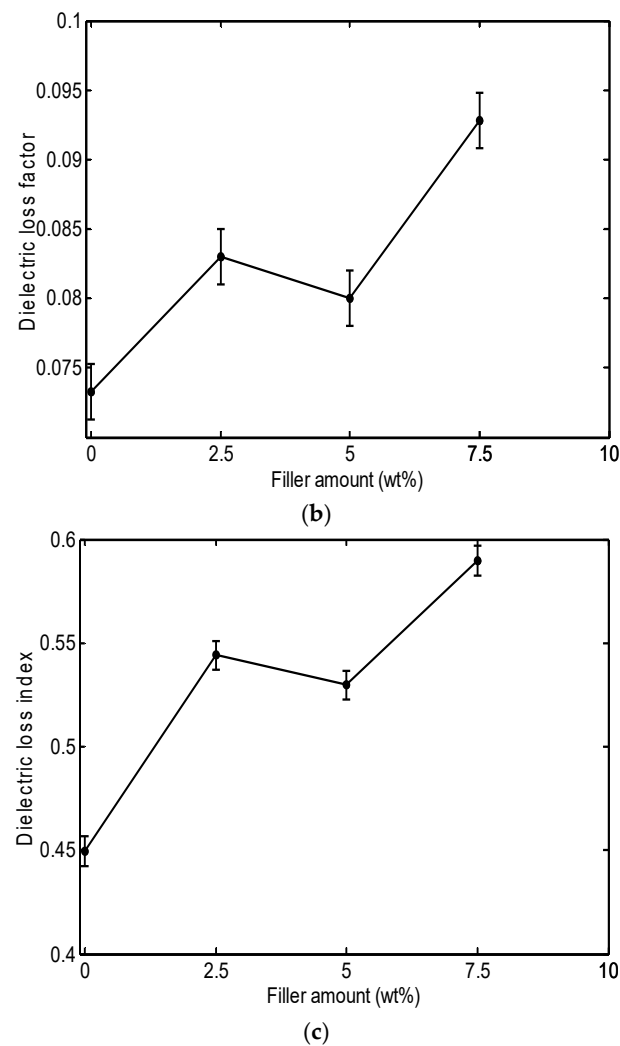 0.1
0.095
0.09
0.085
0.08
0.075
Dielectric loss factor
0 2.5 5 7.5 10
Filler amount (wt%)
(b)
0.6
0.55
0.5
0.45
0.4
Dielectric loss index
0 2.5 5 7.5 10
Filler amount (wt%)
(c)